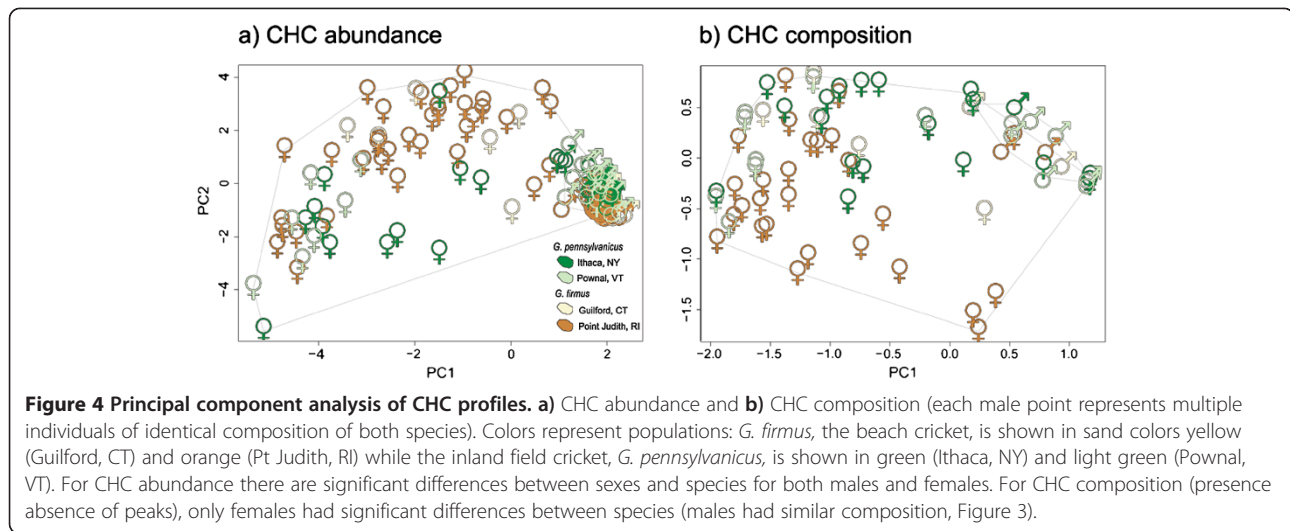 a) CHC abundance
b) CHC composition
4
2
0
−2
−4
PC2
−4
−2
0
2
PC1
G. pennsylvanicus
Ithaca, NY
Pownal, VT
G. firmus
Guilford, CT
Point Judith, RI
0.5
0.0
−0.5
−1.0
−1.5
−2.0
−1.5
−1.0
−0.5
0.0
0.5
1.0
PC1
Figure 4 Principal component analysis of CHC profiles. a) CHC abundance and b) CHC composition (each male point represents multiple
individuals of identical composition of both species). Colors represent populations: G. firmus, the beach cricket, is shown in sand colors yellow
(Guilford, CT) and orange (Pt Judith, RI) while the inland field cricket, G. pennsylvanicus, is shown in green (Ithaca, NY) and light green (Pownal,
VT). For CHC abundance there are significant differences between sexes and species for both males and females. For CHC composition (presence
absence of peaks), only females had significant differences between species (males had similar composition, Figure 3).